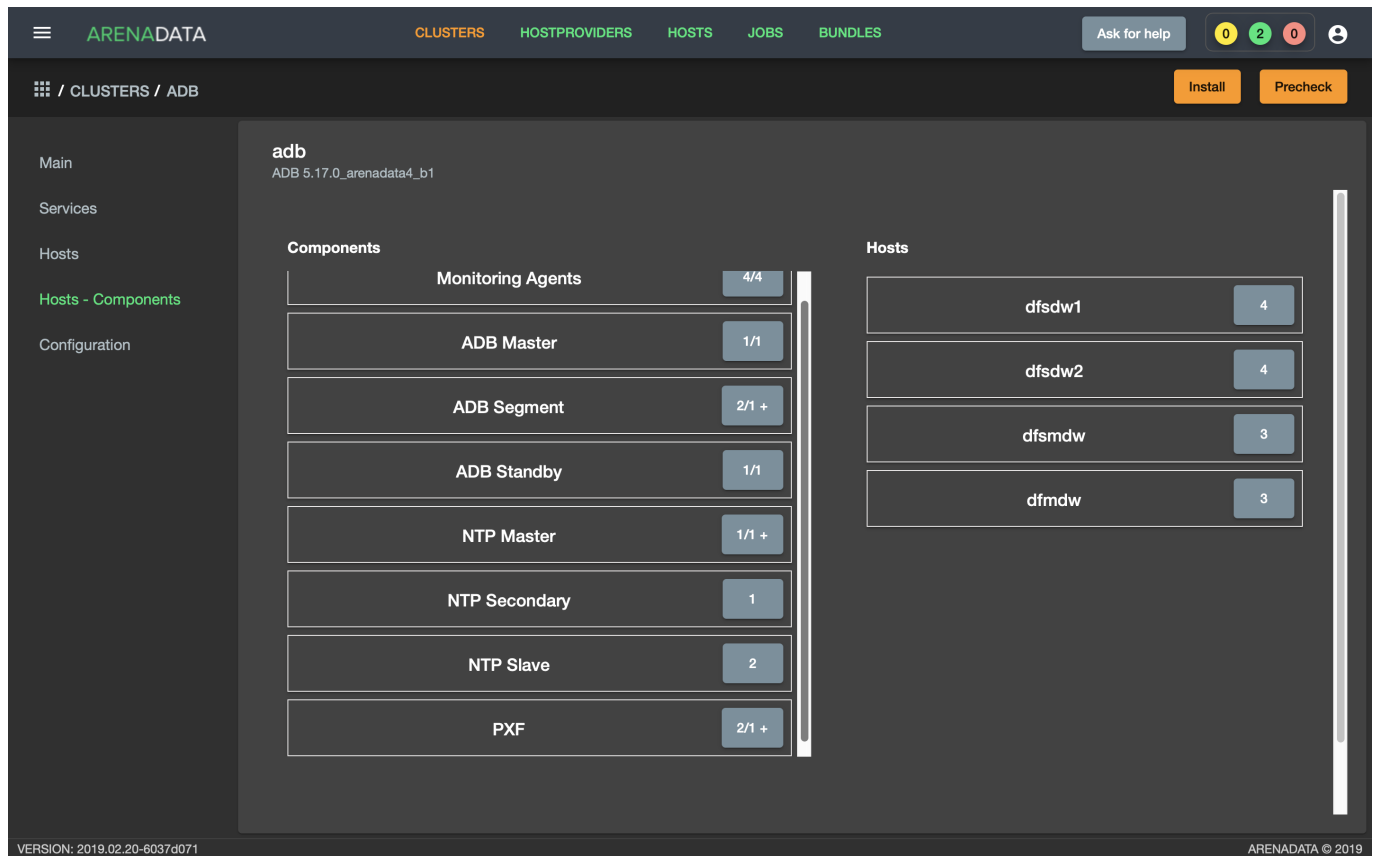 ARENADATA CLUSTERS HOSTPROVIDERS HOSTS JOBS BUNDLES Ask for help 0 2 0
/ CLUSTERS / ADB Install Precheck
Main
Services
Hosts
Hosts - Components
Configuration
adb
ADB 5.17.0_arenadata4_b1
Components
Monitoring Agents 4/4
ADB Master 1/1
ADB Segment 2/1 +
ADB Standby 1/1
NTP Master 1/1 +
NTP Secondary 1
NTP Slave 2
PXF 2/1 +
Hosts
dfsdw1 4
dfsdw2 4
dfsmdw 3
dfmdw 3
VERSION: 2019.02.20-6037d071 ARENADATA © 2019